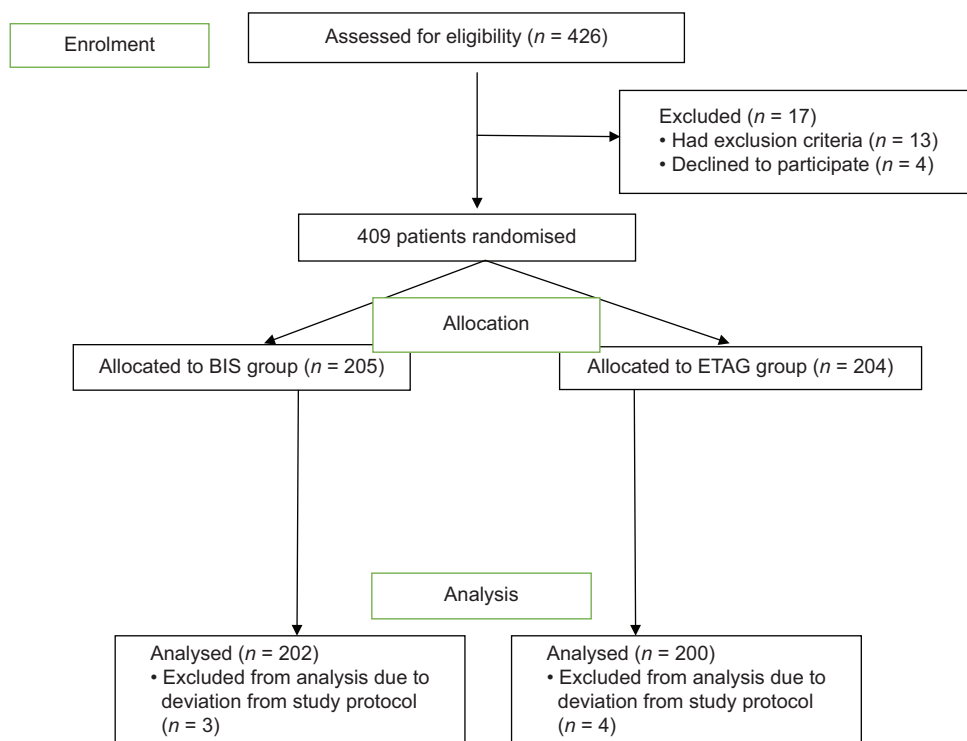 Enrolment
Assessed for eligibility (n = 426)
Excluded (n = 17)
• Had exclusion criteria (n = 13)
• Declined to participate (n = 4)
409 patients randomised
Allocation
Allocated to BIS group (n = 205)
Allocated to ETAG group (n = 204)
Analysis
Analysed (n = 202)
• Excluded from analysis due to
deviation from study protocol
(n = 3)
Analysed (n = 200)
• Excluded from analysis due to
deviation from study protocol
(n = 4)